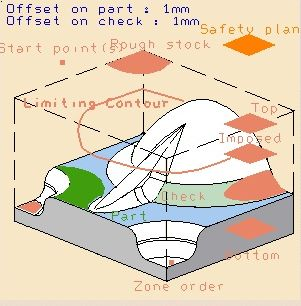 Offset on part : 1mm
Offset on check : 1mm
Safety plan
Start point(s)
Rough stock
Limiting Contour
Top
Imposed
Check
Part
Bottom
Zone order